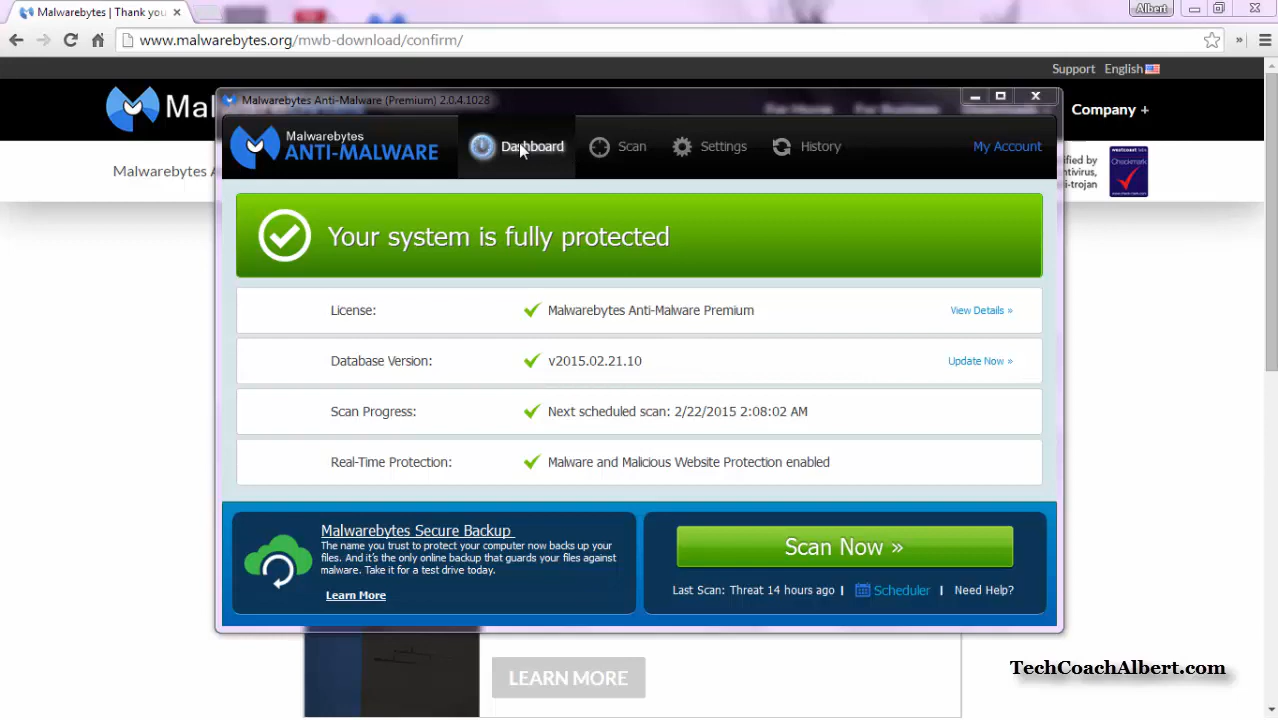 Malwarebytes | Thank you
Albert
www.malwarebytes.org/mwb-download/confirm/
Support English
Mal
Company +
Malwarebytes Anti-Malware (Premium) 2.0.4.1028
Malwarebytes
ANTI-MALWARE
Dashboard
Scan
Settings
History
My Account
Malwarebytes
westcoast labs
Checkmark
Your system is fully protected
License:
Malwarebytes Anti-Malware Premium
View Details »
Database Version:
v2015.02.21.10
Update Now »
Scan Progress:
Next scheduled scan: 2/22/2015 2:08:02 AM
Real-Time Protection:
Malware and Malicious Website Protection enabled
Malwarebytes Secure Backup
The name you trust to protect your computer now backs up your
files. And it's the only online backup that guards your files against
malware. Take it for a test drive today.
Learn More
Scan Now »
Last Scan: Threat 14 hours ago | Scheduler | Need Help?
LEARN MORE
TechCoachAlbert.com